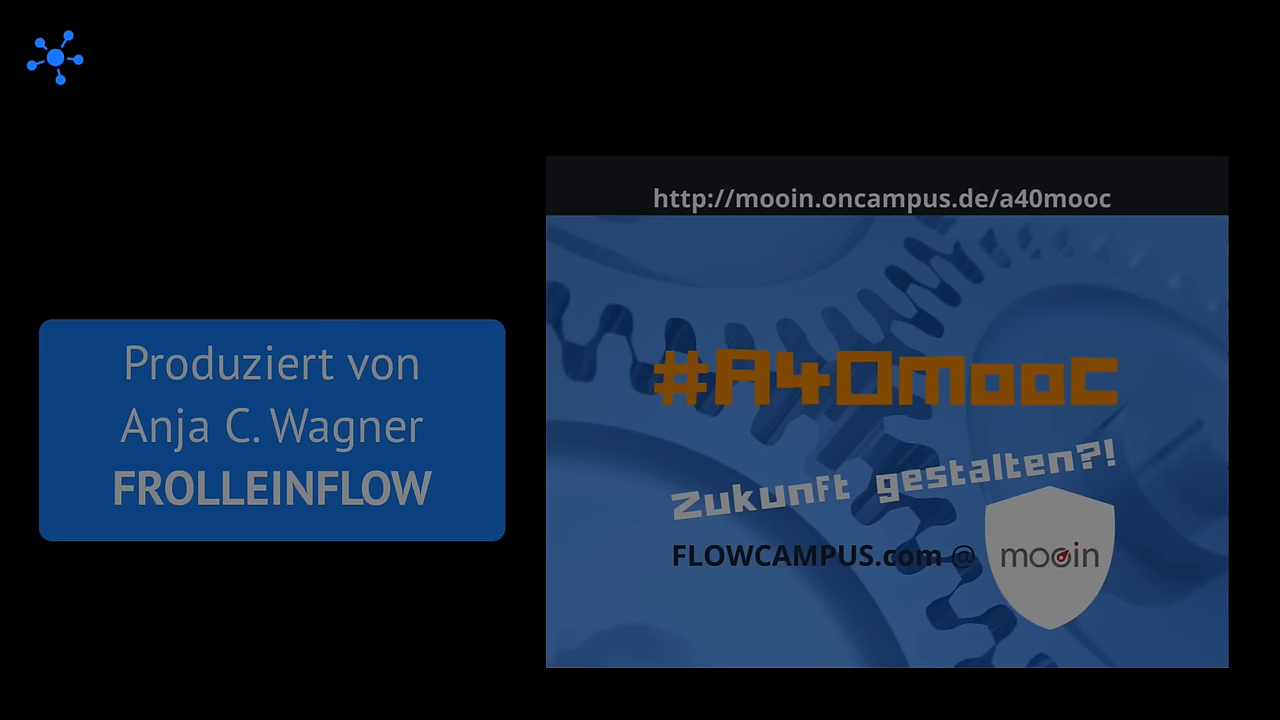 http://mooin.oncampus.de/a40mooc
Produziert von
Anja C. Wagner
FROLLEINFLOW
#A40MOOC
Zukunft gestalten?!
FLOWCAMPUS.com @
mooin